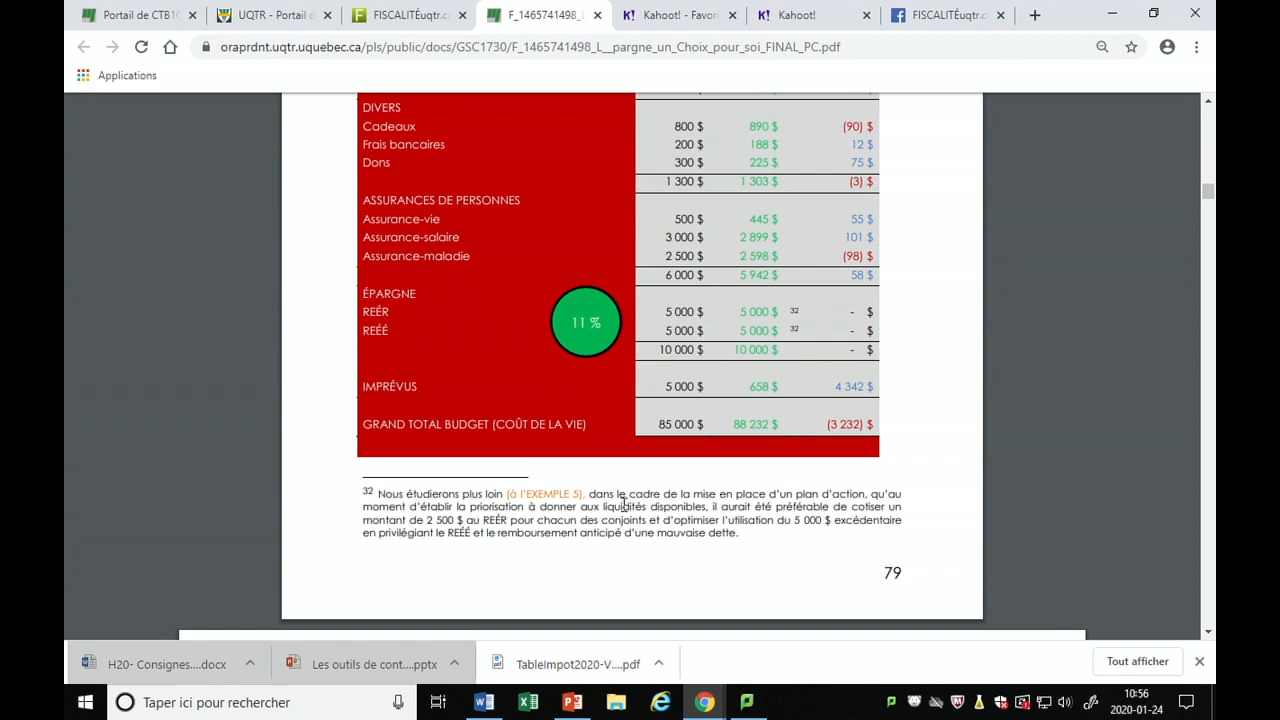 Portail de CTB10
UQTR - Portail d
FISCALITÉuqtr.c
F_1465741498_L
Kahoot! - Favori
Kahoot!
FISCALITÉuqtr.c
oraprdnt.uqtr.uquebec.ca/pls/public/docs/GSC1730/F_1465741498_L__pargne_un_Choix_pour_soi_FINAL_PC.pdf
Applications
DIVERS
Cadeaux 800 $ 890 $ (90) $
Frais bancaires 200 $ 188 $ 12 $
Dons 300 $ 225 $ 75 $
1 300 $ 1 303 $ (3) $
ASSURANCES DE PERSONNES
Assurance-vie 500 $ 445 $ 55 $
Assurance-salaire 3 000 $ 2 899 $ 101 $
Assurance-maladie 2 500 $ 2 598 $ (98) $
6 000 $ 5 942 $ 58 $
ÉPARGNE
REÉR 5 000 $ 5 000 $ 32 - $
11 %
REÉÉ 5 000 $ 5 000 $ 32 - $
10 000 $ 10 000 $ - $
IMPRÉVUS 5 000 $ 658 $ 4 342 $
GRAND TOTAL BUDGET (COÛT DE LA VIE) 85 000 $ 88 232 $ (3 232) $
32 Nous étudierons plus loin (à l'EXEMPLE 5), dans le cadre de la mise en place d'un plan d'action, qu'au
moment d'établir la priorisation à donner aux liquidités disponibles, il aurait été préférable de cotiser un
montant de 2 500 $ au REÉR pour chacun des conjoints et d'optimiser l'utilisation du 5 000 $ excédentaire
en privilégiant le REÉÉ et le remboursement anticipé d'une mauvaise dette.
79
H20- Consignes....docx
Les outils de cont....pptx
TableImpot2020-V....pdf
Tout afficher
Taper ici pour rechercher
10:56
2020-01-24